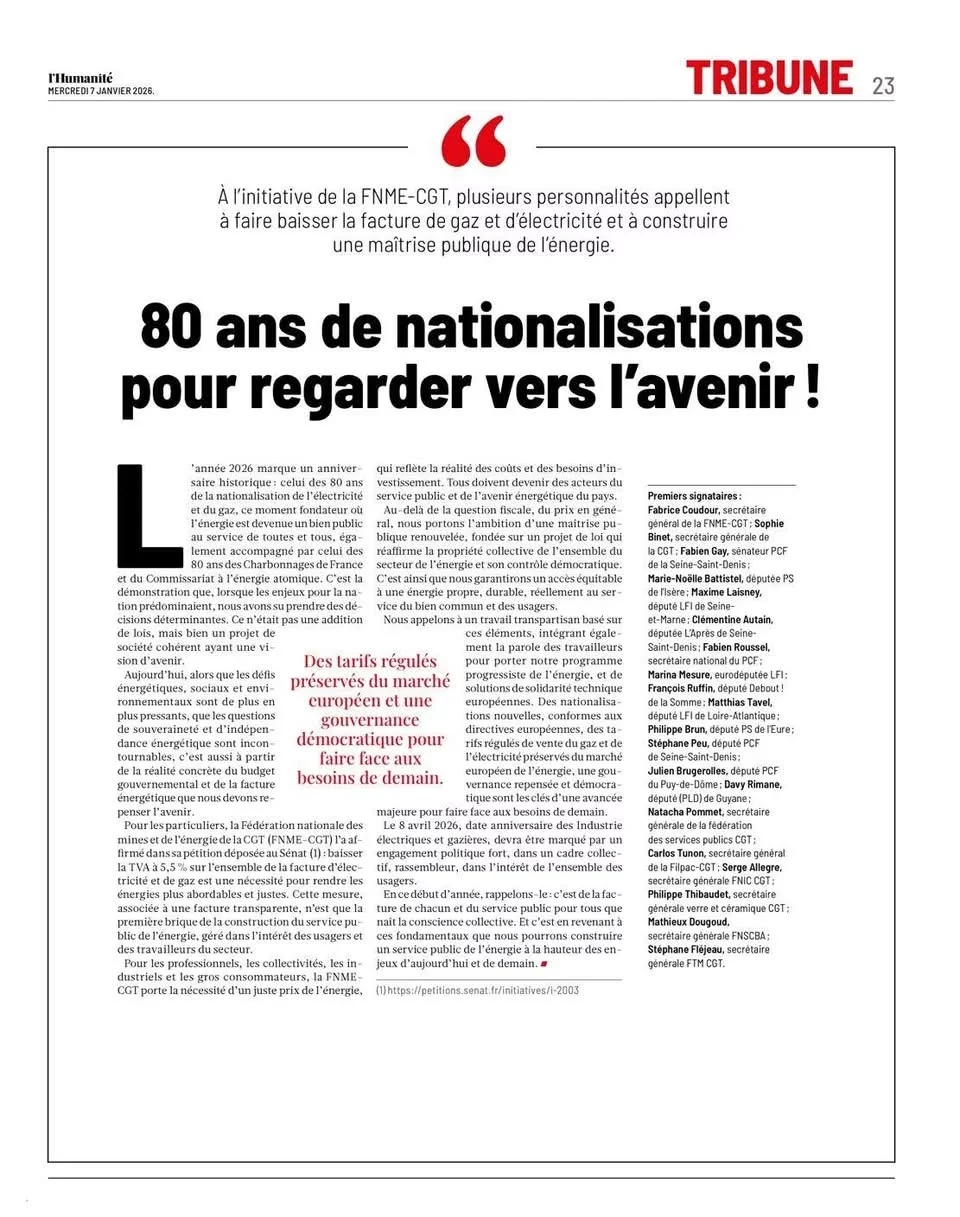 l'Humanité
MERCREDI 7 JANVIER 2026.
TRIBUNE 23
“
À l’initiative de la FNME-CGT, plusieurs personnalités appellent
à faire baisser la facture de gaz et d’électricité et à construire
une maîtrise publique de l’énergie.
80 ans de nationalisations
pour regarder vers l’avenir !
L’année 2026 marque un anniver-
saire historique : celui des 80 ans
de la nationalisation de l’électricité
et du gaz, ce moment fondateur où
l’énergie est devenue un bien public
au service de toutes et tous, éga-
lement accompagné par celui des
80 ans des Charbonnages de France
et du Commissariat à l’énergie atomique. C’est la
démonstration que, lorsque les enjeux pour la na-
tion prédominaient, nous avons su prendre des dé-
cisions déterminantes. Ce n’était pas une addition
de lois, mais bien un projet de
société cohérent ayant une vi-
sion d’avenir.
Aujourd’hui, alors que les défis
énergétiques, sociaux et envi-
ronnementaux sont de plus en
plus pressants, que les questions
de souveraineté et d’indépen-
dance énergétique sont incon-
tournables, c’est aussi à partir
de la réalité concrète du budget
gouvernemental et de la facture
énergétique que nous devons re-
penser l’avenir.
Pour les particuliers, la Fédération nationale des
mines et de l’énergie de la CGT (FNME-CGT) l’a af-
firmé dans sa pétition déposée au Sénat (1) : baisser
la TVA à 5,5 % sur l’ensemble de la facture d’élec-
tricité et de gaz est une nécessité pour rendre les
énergies plus abordables et justes. Cette mesure,
associée à une facture transparente, n’est que la
première brique de la construction du service pu-
blic de l’énergie, géré dans l’intérêt des usagers et
des travailleurs du secteur.
Pour les professionnels, les collectivités, les in-
dustriels et les gros consommateurs, la FNME-
CGT porte la nécessité d’un juste prix de l’énergie,
qui reflète la réalité des coûts et des besoins d’in-
vestissement. Tous doivent devenir des acteurs du
service public et de l’avenir énergétique du pays.
Au-delà de la question fiscale, du prix en géné-
ral, nous portons l’ambition d’une maîtrise pu-
blique renouvelée, fondée sur un projet de loi qui
réaffirme la propriété collective de l’ensemble du
secteur de l’énergie et son contrôle démocratique.
C’est ainsi que nous garantirons un accès équitable
à une énergie propre, durable, réellement au ser-
vice du bien commun et des usagers.
Nous appelons à un travail transpartisan basé sur
ces éléments, intégrant égale-
ment la parole des travailleurs
pour porter notre programme
progressiste de l’énergie, et de
solutions de solidarité technique
européennes. Des nationalisa-
tions nouvelles, conformes aux
directives européennes, des ta-
rifs régulés de vente du gaz et de
l’électricité préservés du marché
européen de l’énergie, une gou-
vernance repensée et démocra-
tique sont les clés d’une avancée
majeure pour faire face aux besoins de demain.
Le 8 avril 2026, date anniversaire des Industrie
électriques et gazières, devra être marqué par un
engagement politique fort, dans un cadre collec-
tif, rassembleur, dans l’intérêt de l’ensemble des
usagers.
En ce début d’année, rappelons-le : c’est de la fac-
ture de chacun et du service public pour tous que
naît la conscience collective. Et c’est en revenant à
ces fondamentaux que nous pourrons construire
un service public de l’énergie à la hauteur des en-
jeux d’aujourd’hui et de demain.
(1) https://petitions.senat.fr/initiatives/i-2003
Des tarifs régulés
préservés du marché
européen et une
gouvernance
démocratique pour
faire face aux
besoins de demain.
Premiers signataires :
Fabrice Coudour, secrétaire
général de la FNME-CGT ; Sophie
Binet, secrétaire générale de
la CGT ; Fabien Gay, sénateur PCF
de la Seine-Saint-Denis ;
Marie-Noëlle Battistel, députée PS
de l’Isère ; Maxime Laisney,
député LFI de Seine-
et-Marne ; Clémentine Autain,
députée L’Après de Seine-
Saint-Denis ; Fabien Roussel,
secrétaire national du PCF ;
Marina Mesure, eurodéputée LFI ;
François Ruffin, député Debout !
de la Somme ; Matthias Tavel,
député LFI de Loire-Atlantique ;
Philippe Brun, député PS de l’Eure ;
Stéphane Peu, député PCF
de Seine-Saint-Denis ;
Julien Brugerolles, député PCF
du Puy-de-Dôme ; Davy Rimane,
député (PLD) de Guyane ;
Natacha Pommet, secrétaire
générale de la fédération
des services publics CGT ;
Carlos Tunon, secrétaire général
de la Filpac-CGT ; Serge Allegre,
secrétaire générale FNIC CGT ;
Philippe Thibaudet, secrétaire
générale verre et céramique CGT ;
Mathieux Dougoud,
secrétaire générale FNSCBA ;
Stéphane Fléjeau, secrétaire
générale FTM CGT.